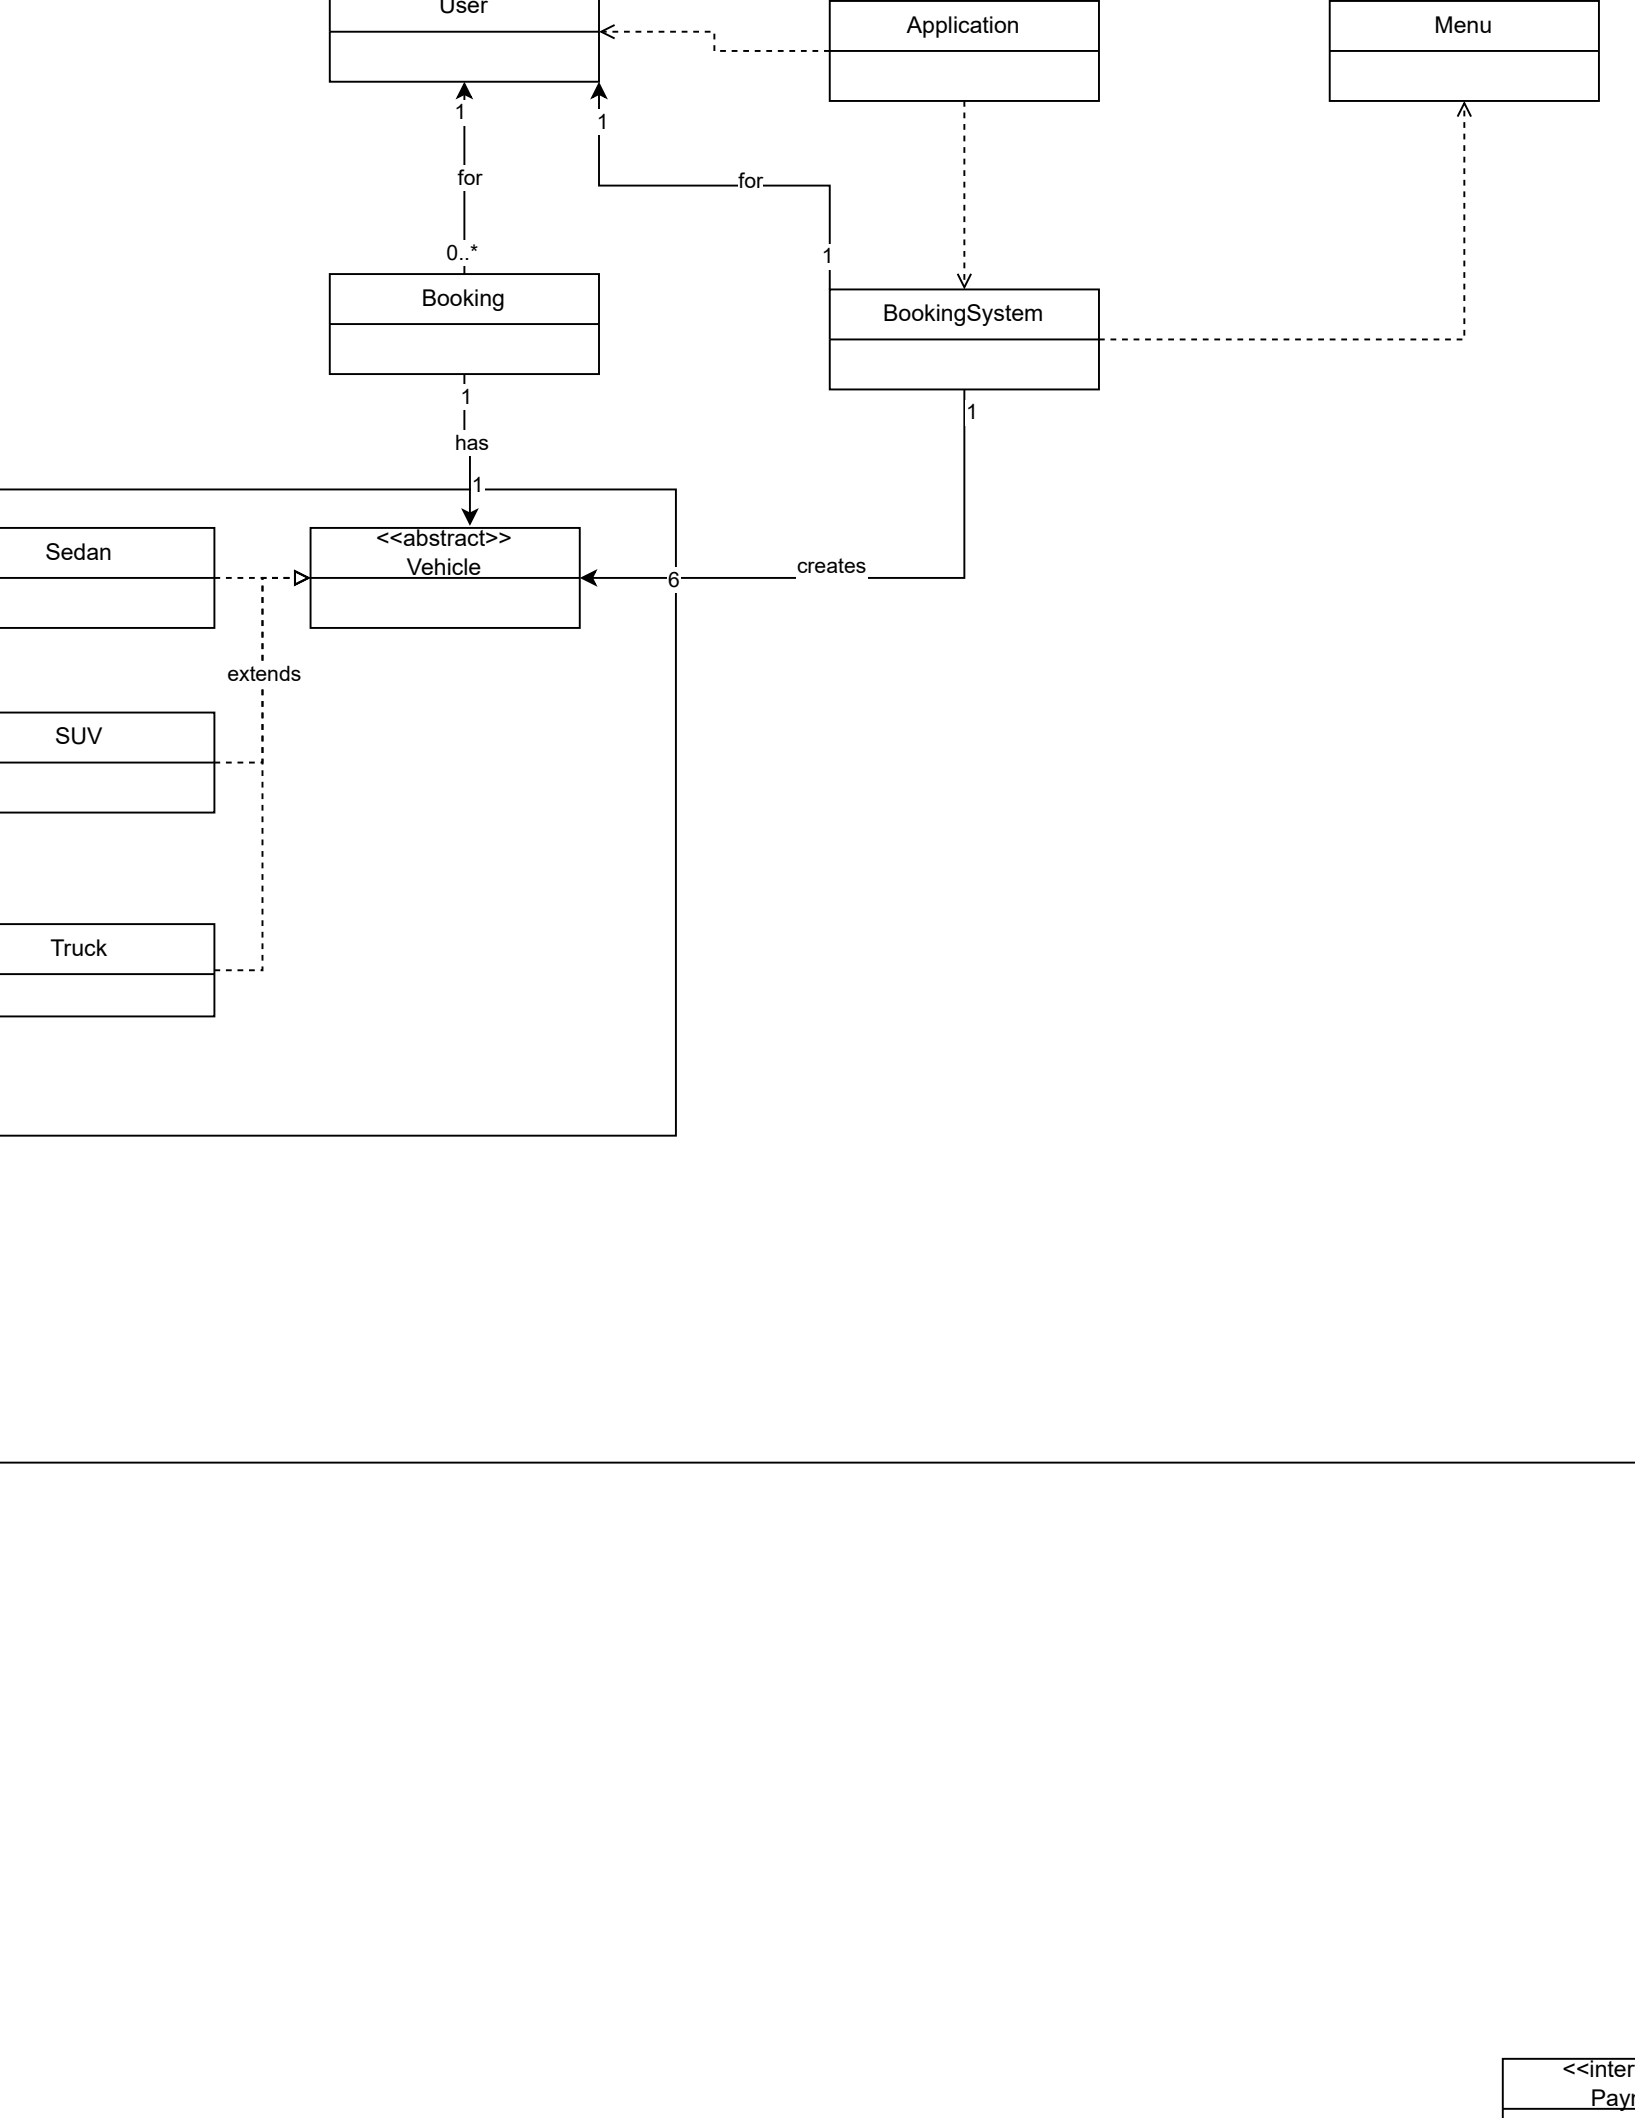 User
Application
Menu
1
1
for
for
0..*
1
Booking
BookingSystem
1
1
has
1
Sedan
<<abstract>>
Vehicle
creates
6
extends
SUV
Truck